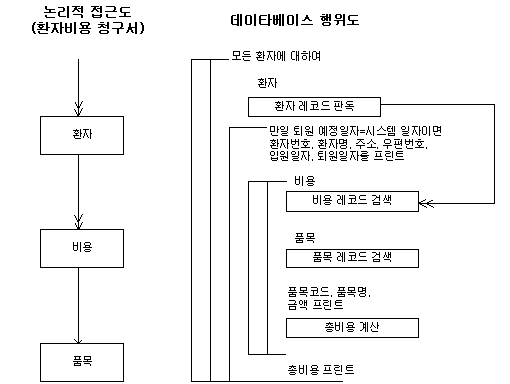 논리적 접근도
(환자비용 청구서)
환자
비용
품목
데이타베이스 행위도
모든 환자에 대하여
환자
환자 레코드 판독
만일 퇴원 예정일자=시스템 일자이면
환자번호, 환자명, 주소, 우편번호,
입원일자, 퇴원일자를 프린트
비용
비용 레코드 검색
품목
품목 레코드 검색
품목코드, 품목명,
금액 프린트
총비용 계산
총비용 프린트